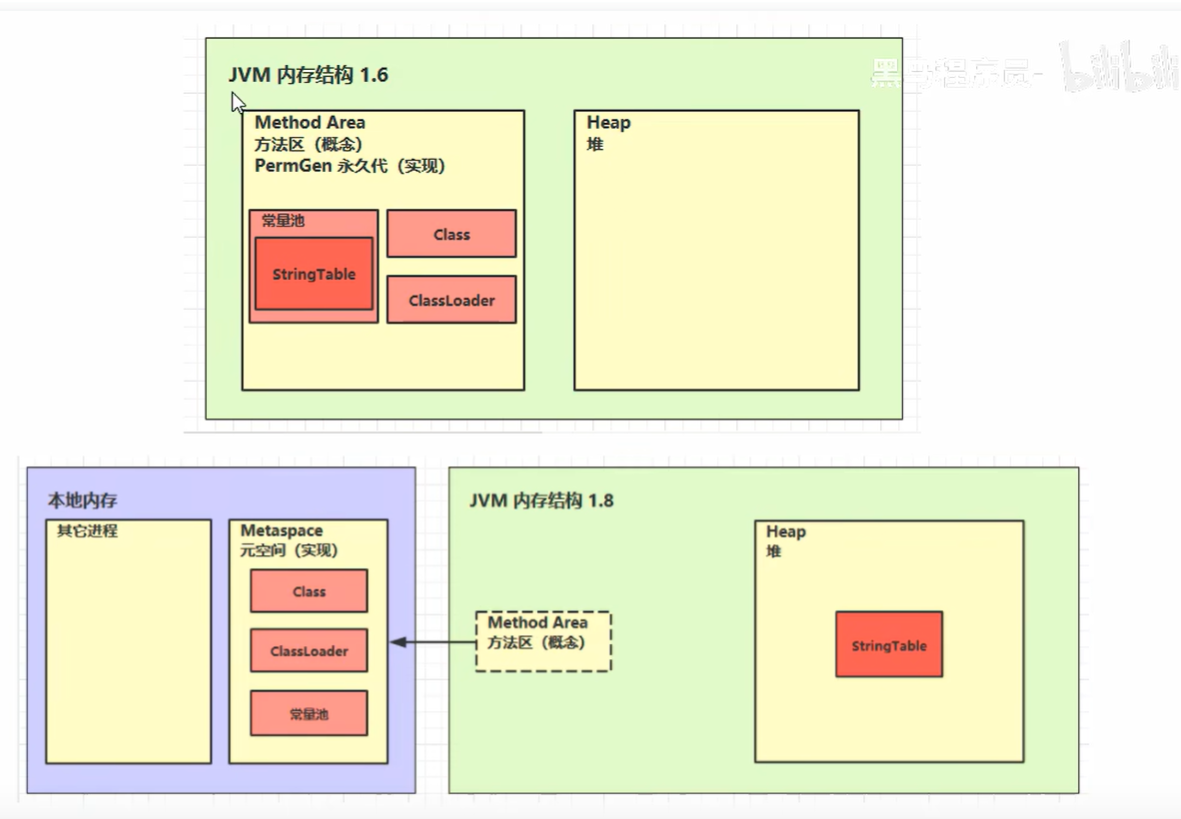 JVM 内存结构 1.6
黑马程序员- bilibili
Method Area
方法区（概念）
PermGen 永久代（实现）
常量池
StringTable
Class
ClassLoader
Heap
堆
本地内存
其它进程
Metaspace
元空间（实现）
Class
ClassLoader
常量池
JVM 内存结构 1.8
Method Area
方法区（概念）
Heap
堆
StringTable